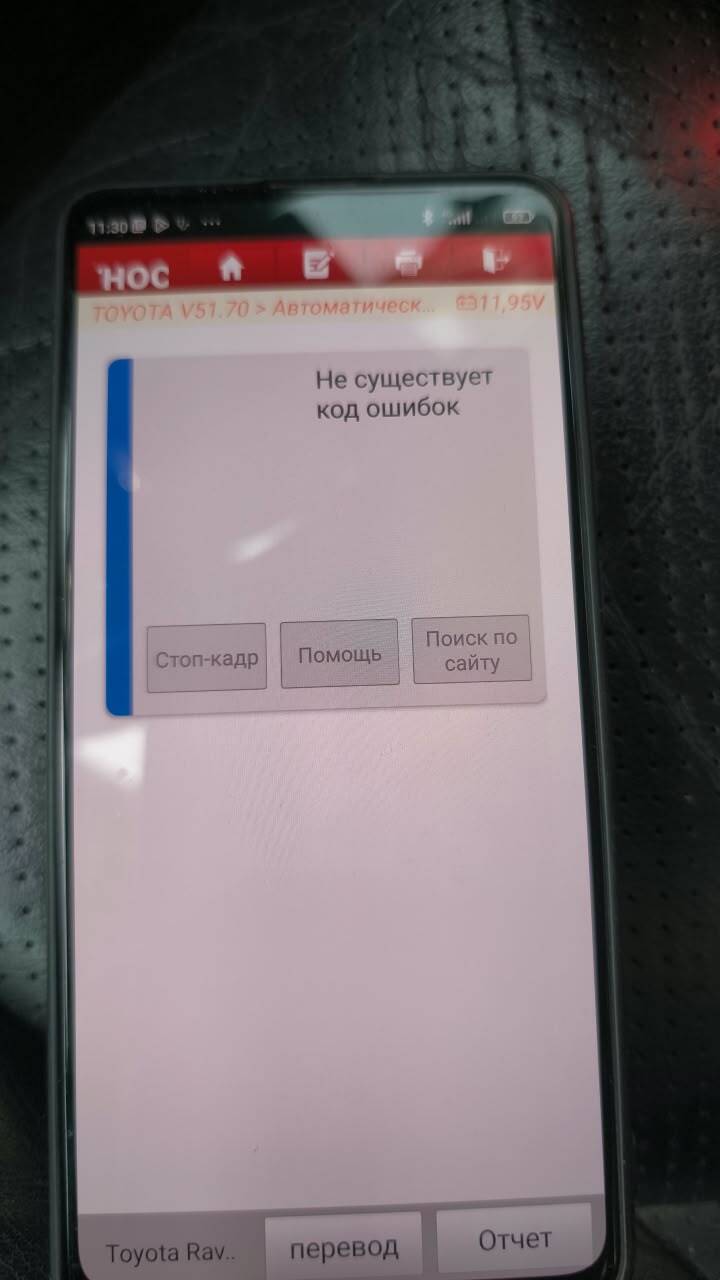 11:30
НОС
TOYOTA V51.70 > Автоматическ... 11,95V
Не существует
код ошибок
Стоп-кадр
Помощь
Поиск по
сайту
Toyota Rav..
перевод
Отчет